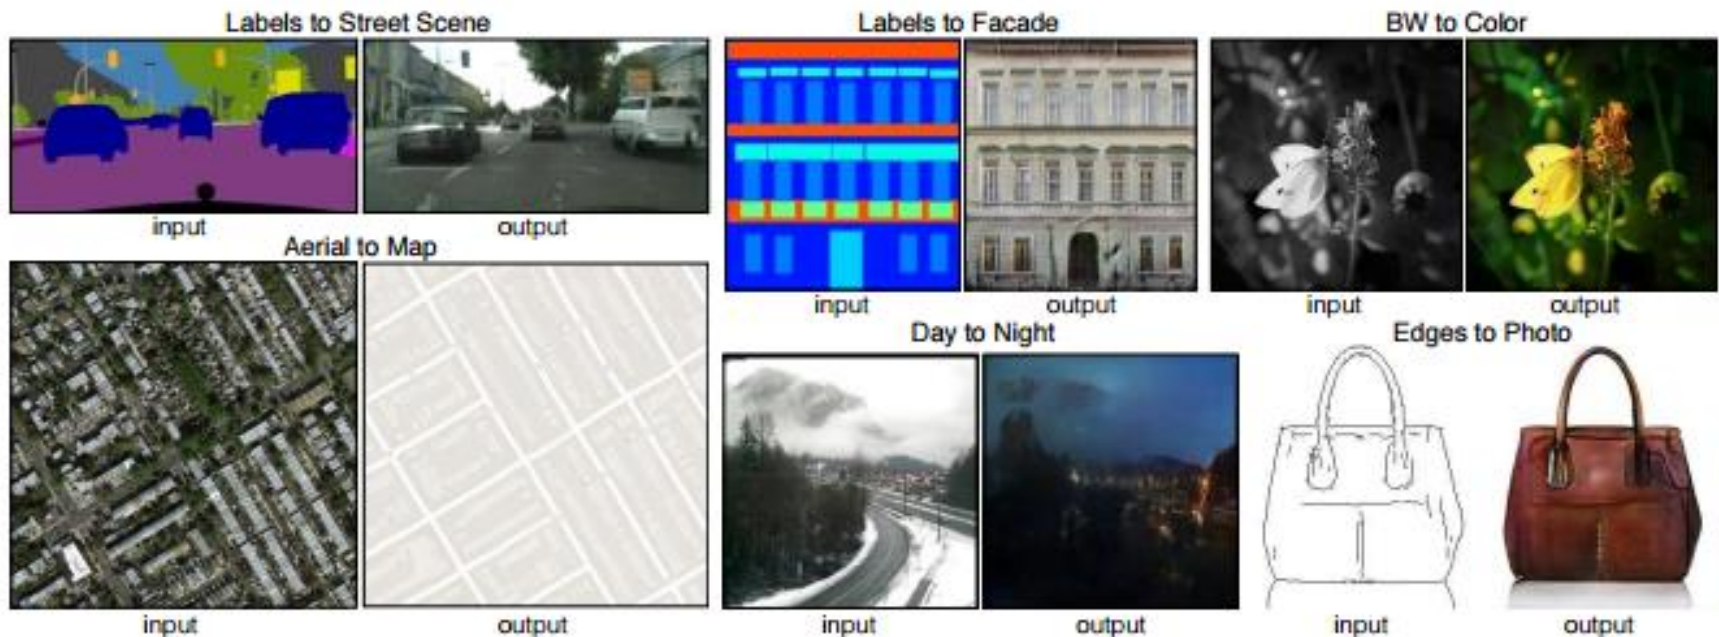 Labels to Street Scene
input
output
Aerial to Map
input
output
Labels to Facade
input
output
BW to Color
input
output
Day to Night
input
output
Edges to Photo
input
output